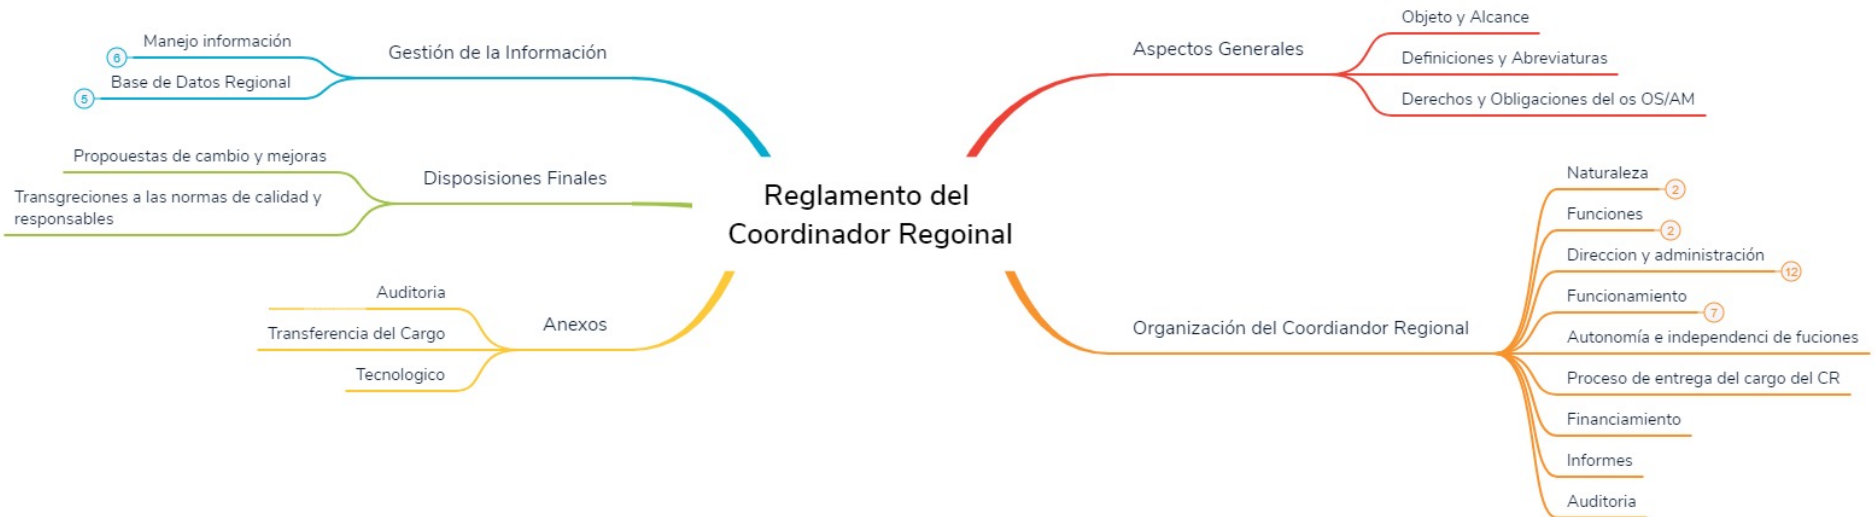 Reglamento del
Coordinador Regoinal
Aspectos Generales
Objeto y Alcance
Definiciones y Abreviaturas
Derechos y Obligaciones del os OS/AM
Organización del Coordiandor Regional
Naturaleza
2
Funciones
2
Direccion y administración
12
Funcionamiento
7
Autonomía e independenci de fuciones
Proceso de entrega del cargo del CR
Financiamiento
Informes
Auditoria
Gestión de la Información
Manejo información
6
Base de Datos Regional
5
Disposisiones Finales
Propouestas de cambio y mejoras
Transgreciones a las normas de calidad y
responsables
Anexos
Auditoria
Transferencia del Cargo
Tecnologico